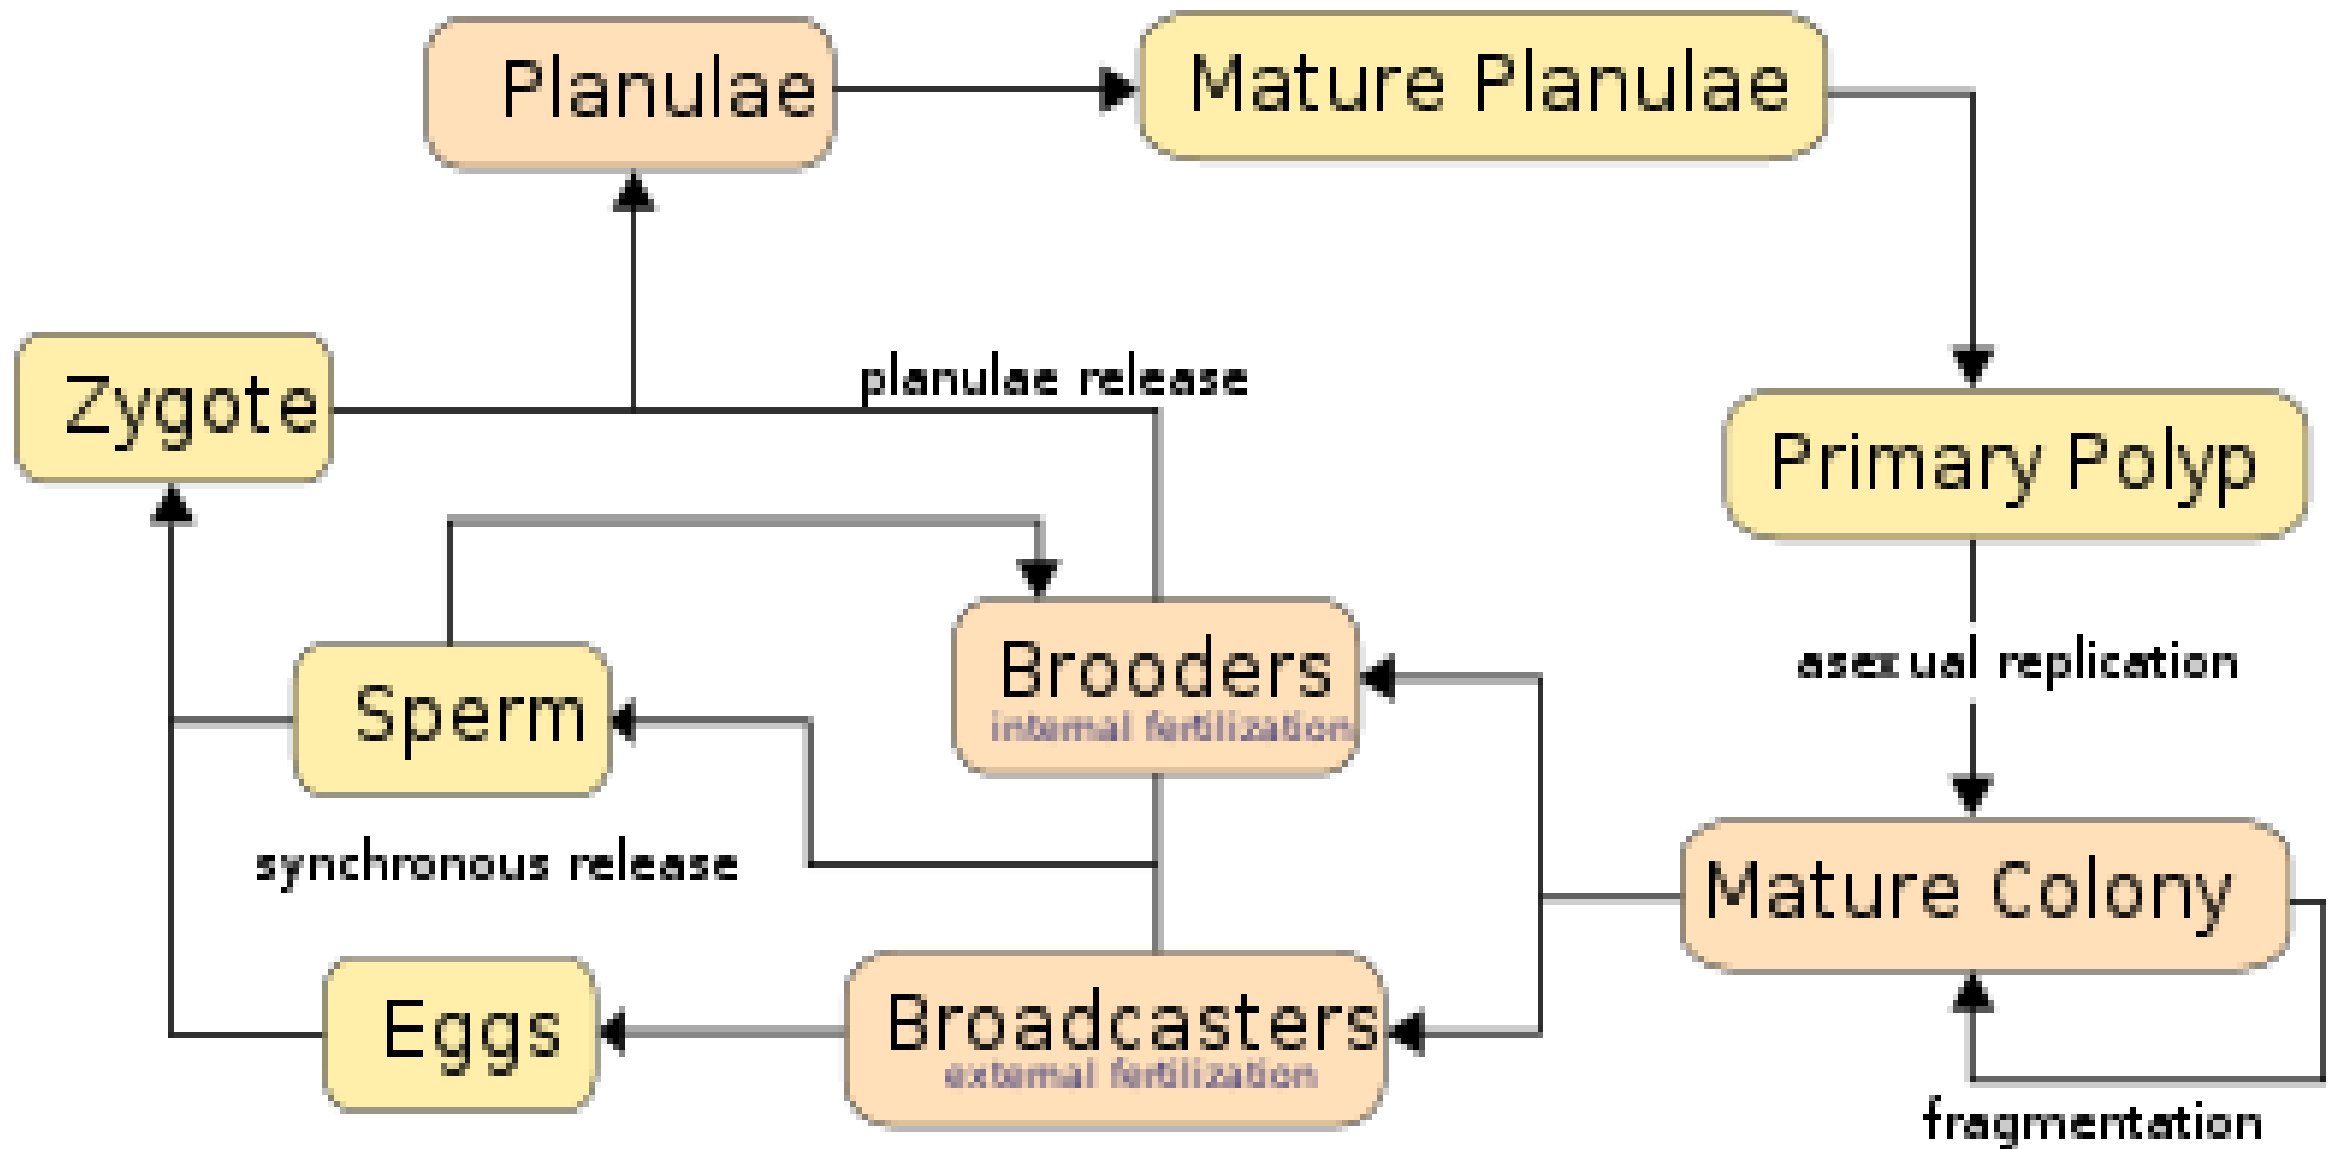 Planulae
Mature Planulae
Zygote
planulae release
Primary Polyp
Brooders
internal fertilization
asexual replication
Sperm
synchronous release
Mature Colony
Eggs
Broadcasters
external fertilization
fragmentation